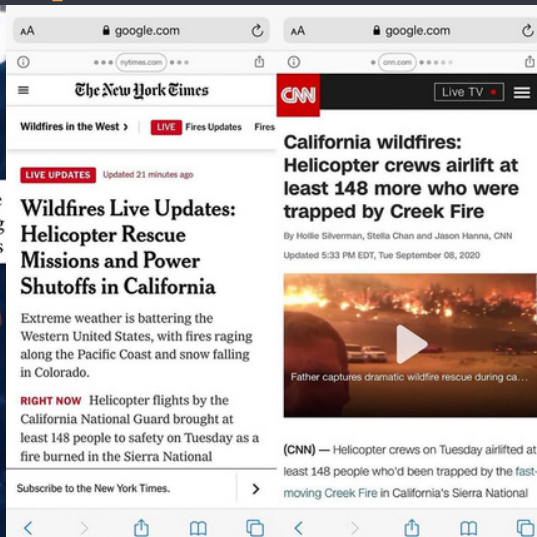 AA google.com
nytimes.com
The New York Times
Wildfires in the West > LIVE Fires Updates Fires
LIVE UPDATES Updated 21 minutes ago
Wildfires Live Updates:
Helicopter Rescue
Missions and Power
Shutoffs in California
Extreme weather is battering the
Western United States, with fires raging
along the Pacific Coast and snow falling
in Colorado.
RIGHT NOW Helicopter flights by the
California National Guard brought at
least 148 people to safety on Tuesday as a
fire burned in the Sierra National
Subscribe to the New York Times. >
AA google.com
cnn.com
CNN Live TV
California wildfires:
Helicopter crews airlift at
least 148 more who were
trapped by Creek Fire
By Hollie Silverman, Stella Chan and Jason Hanna, CNN
Updated 5:33 PM EDT, Tue September 08, 2020
Father captures dramatic wildfire rescue during ca...
(CNN) — Helicopter crews on Tuesday airlifted at
least 148 people who'd been trapped by the fast-
moving Creek Fire in California's Sierra National